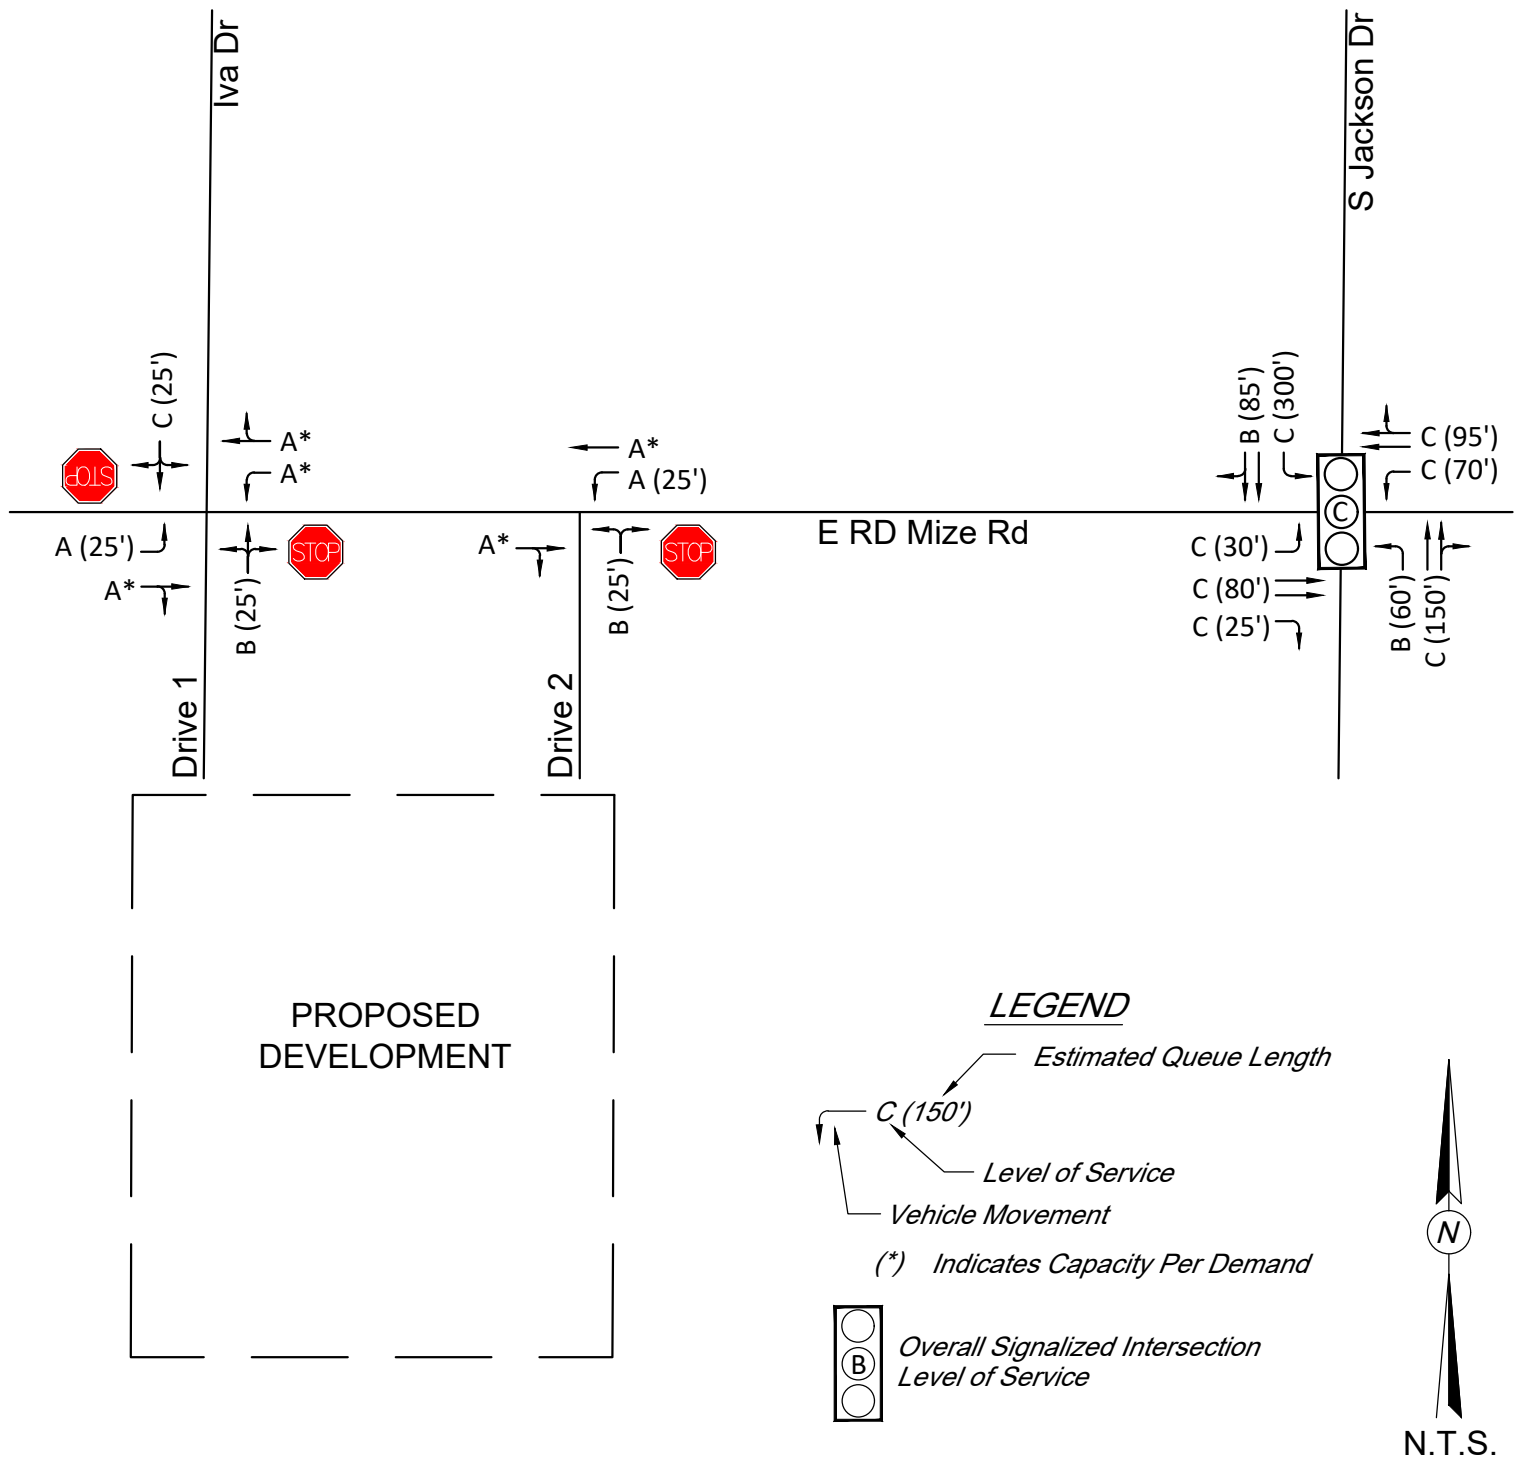 Iva Dr
S Jackson Dr
C (25')
STOP
A*
A*
A (25')
A*
B (25')
STOP
A*
A (25')
A*
B (25')
STOP
E RD Mize Rd
B (85')
C (300')
C (95')
C (70')
C
C (30')
C (80')
C (25')
B (60')
C (150')
Drive 1
Drive 2
PROPOSED
DEVELOPMENT
LEGEND
Estimated Queue Length
C (150')
Level of Service
Vehicle Movement
(*) Indicates Capacity Per Demand
B
Overall Signalized Intersection
Level of Service
N
N.T.S.